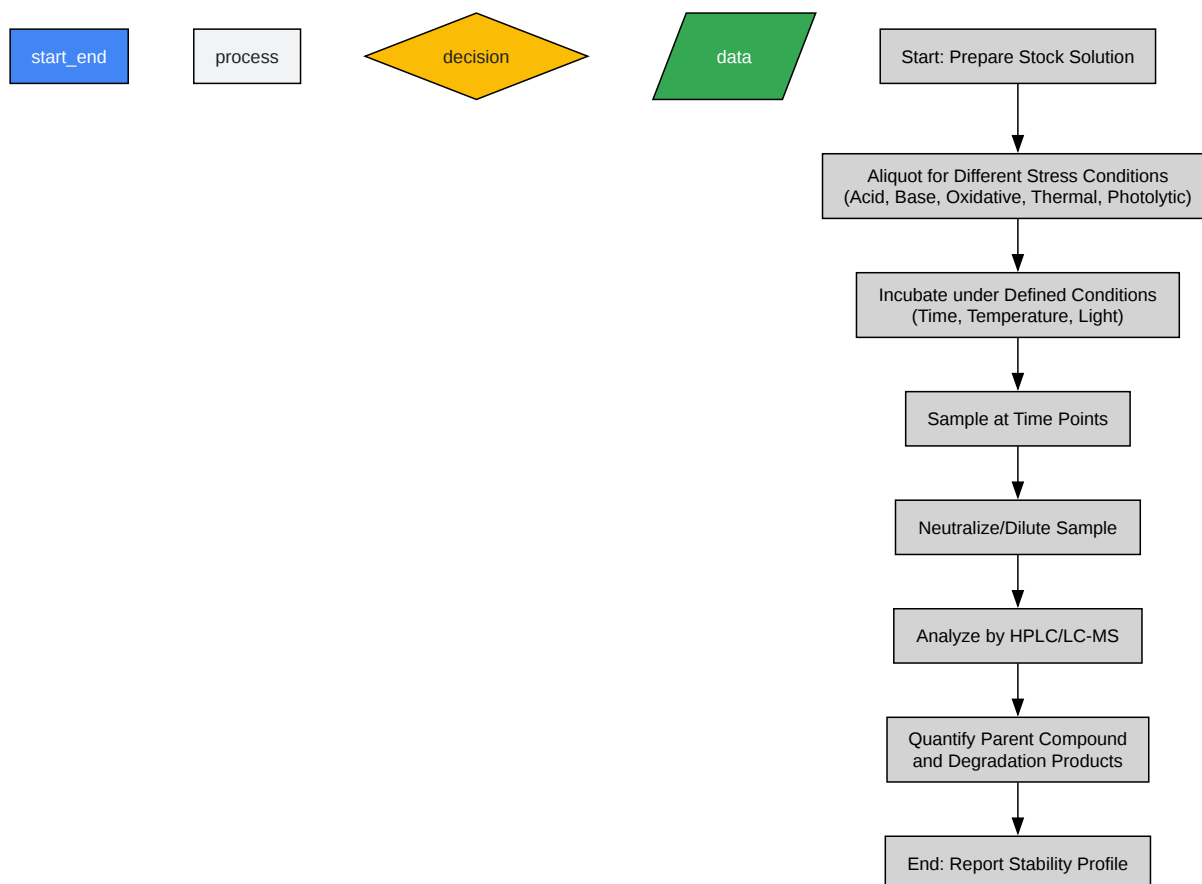 start_end
process
decision
data
Start: Prepare Stock Solution
Aliquot for Different Stress Conditions
(Acid, Base, Oxidative, Thermal, Photolytic)
Incubate under Defined Conditions
(Time, Temperature, Light)
Sample at Time Points
Neutralize/Dilute Sample
Analyze by HPLC/LC-MS
Quantify Parent Compound
and Degradation Products
End: Report Stability Profile